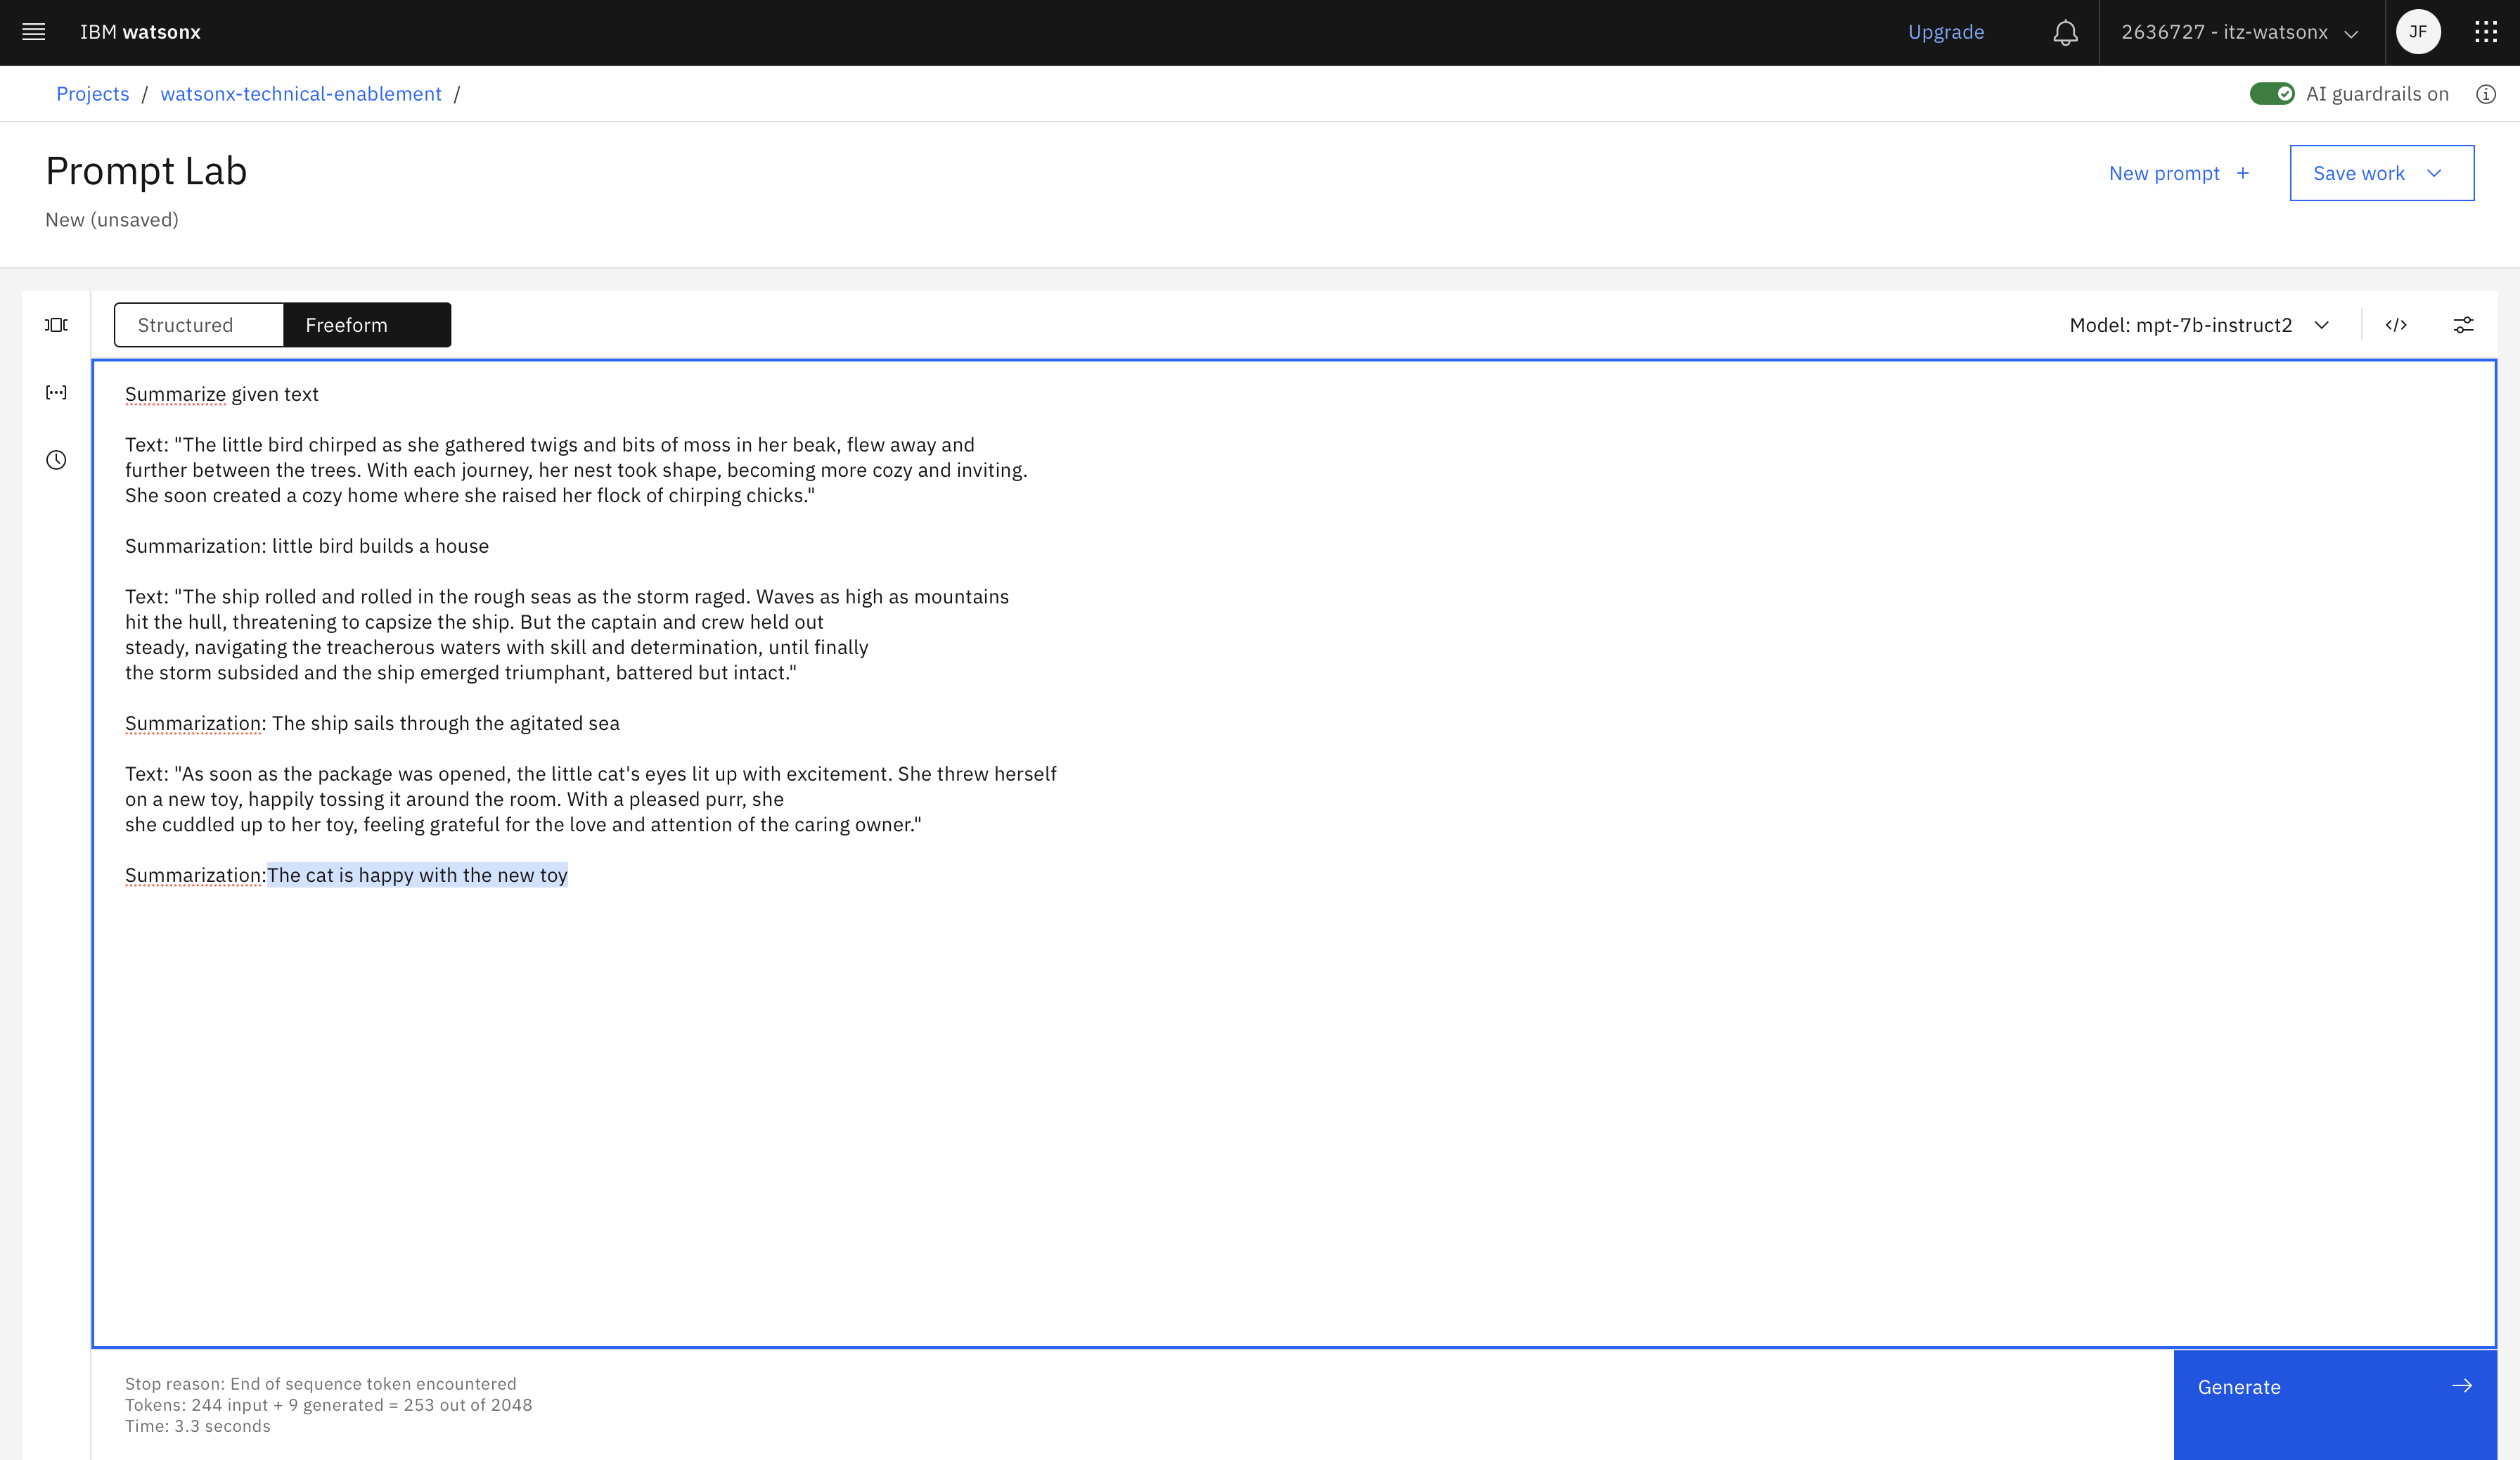 IBM watsonx
Upgrade
2636727 - itz-watsonx
JF
Projects / watsonx-technical-enablement /
AI guardrails on
Prompt Lab
New (unsaved)
New prompt +
Save work
Structured
Freeform
Model: mpt-7b-instruct2
Summarize given text
Text: "The little bird chirped as she gathered twigs and bits of moss in her beak, flew away and
further between the trees. With each journey, her nest took shape, becoming more cozy and inviting.
She soon created a cozy home where she raised her flock of chirping chicks."
Summarization: little bird builds a house
Text: "The ship rolled and rolled in the rough seas as the storm raged. Waves as high as mountains
hit the hull, threatening to capsize the ship. But the captain and crew held out
steady, navigating the treacherous waters with skill and determination, until finally
the storm subsided and the ship emerged triumphant, battered but intact."
Summarization: The ship sails through the agitated sea
Text: "As soon as the package was opened, the little cat's eyes lit up with excitement. She threw herself
on a new toy, happily tossing it around the room. With a pleased purr, she
she cuddled up to her toy, feeling grateful for the love and attention of the caring owner."
Summarization:The cat is happy with the new toy
Stop reason: End of sequence token encountered
Tokens: 244 input + 9 generated = 253 out of 2048
Time: 3.3 seconds
Generate